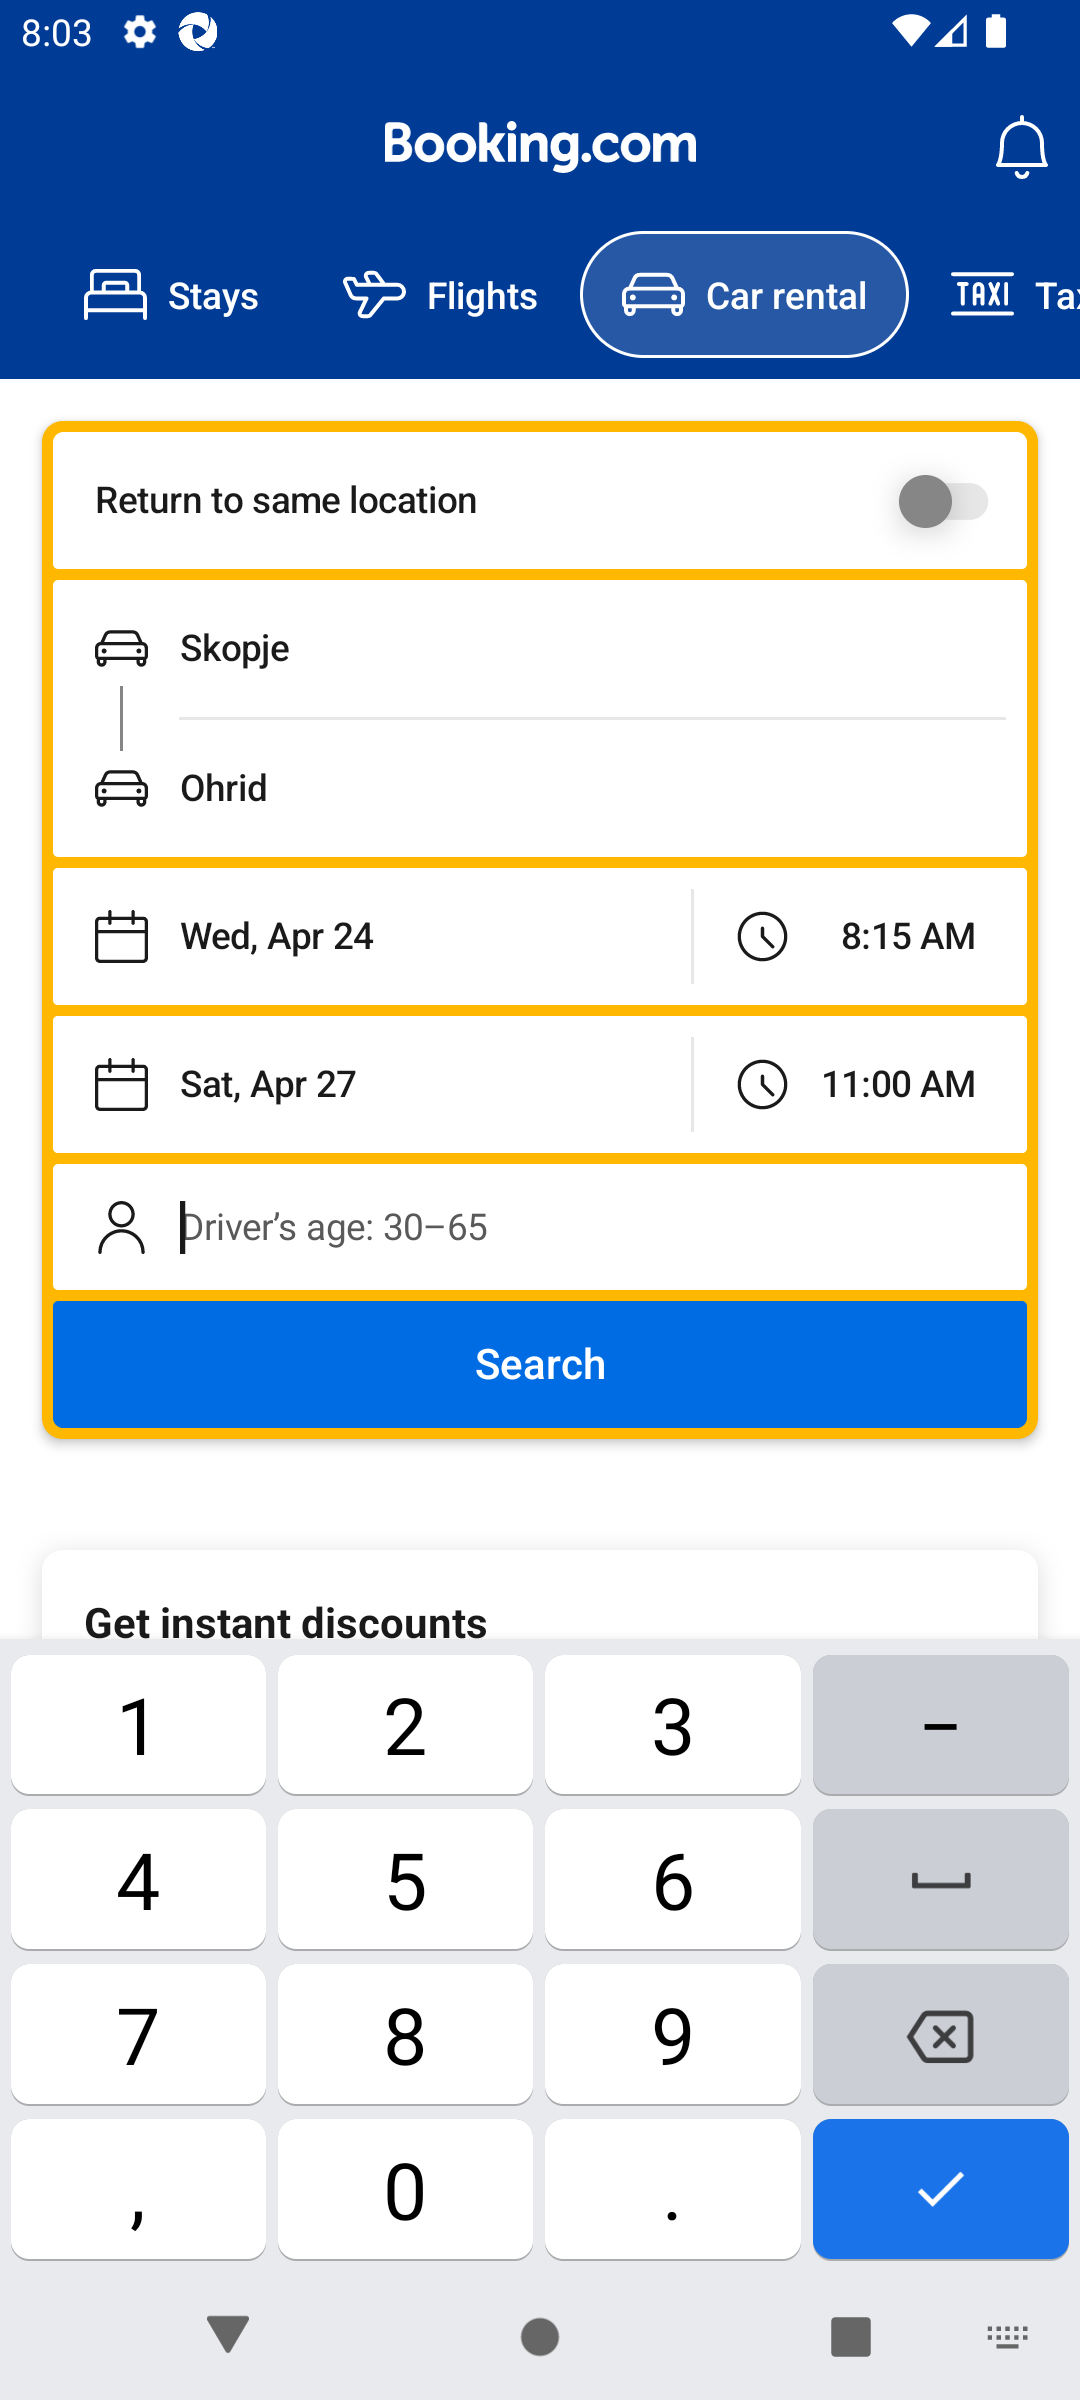 8:03
Booking.com
Stays
Flights
Car rental
TAXI
Tax
Return to same location
Skopje
Ohrid
Wed, Apr 24
8:15 AM
Sat, Apr 27
11:00 AM
Driver's age: 30–65
Search
Get instant discounts
1 2 3 –
4 5 6
7 8 9
, 0 .